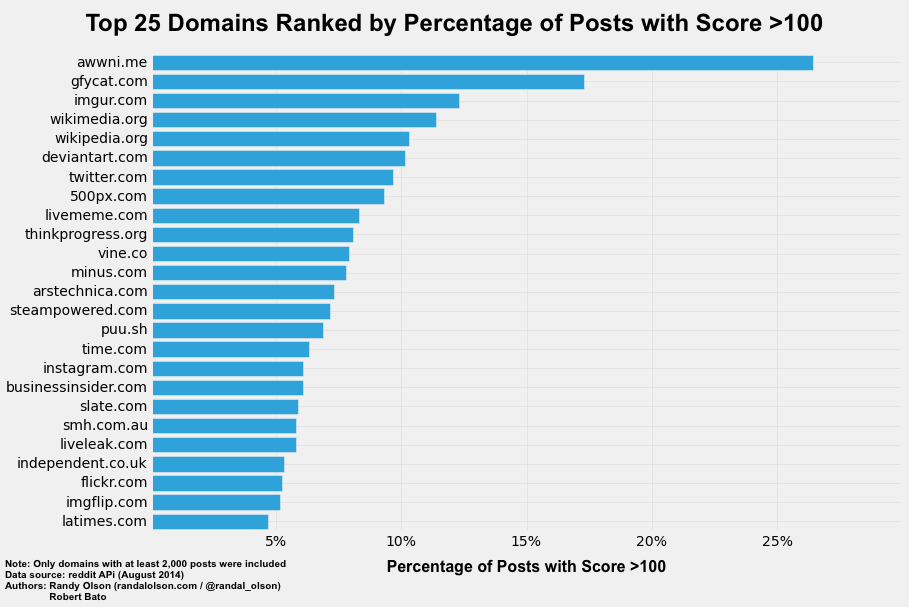 Top 25 Domains Ranked by Percentage of Posts with Score >100
awwni.me
gfycat.com
imgur.com
wikimedia.org
wikipedia.org
deviantart.com
twitter.com
500px.com
livememe.com
thinkprogress.org
vine.co
minus.com
arstechnica.com
steampowered.com
puu.sh
time.com
instagram.com
businessinsider.com
slate.com
smh.com.au
liveleak.com
independent.co.uk
flickr.com
imgflip.com
latimes.com
5% 10% 15% 20% 25%
Percentage of Posts with Score >100
Note: Only domains with at least 2,000 posts were included
Data source: reddit APi (August 2014)
Authors: Randy Olson (randalolson.com / @randal_olson)
Robert Bato